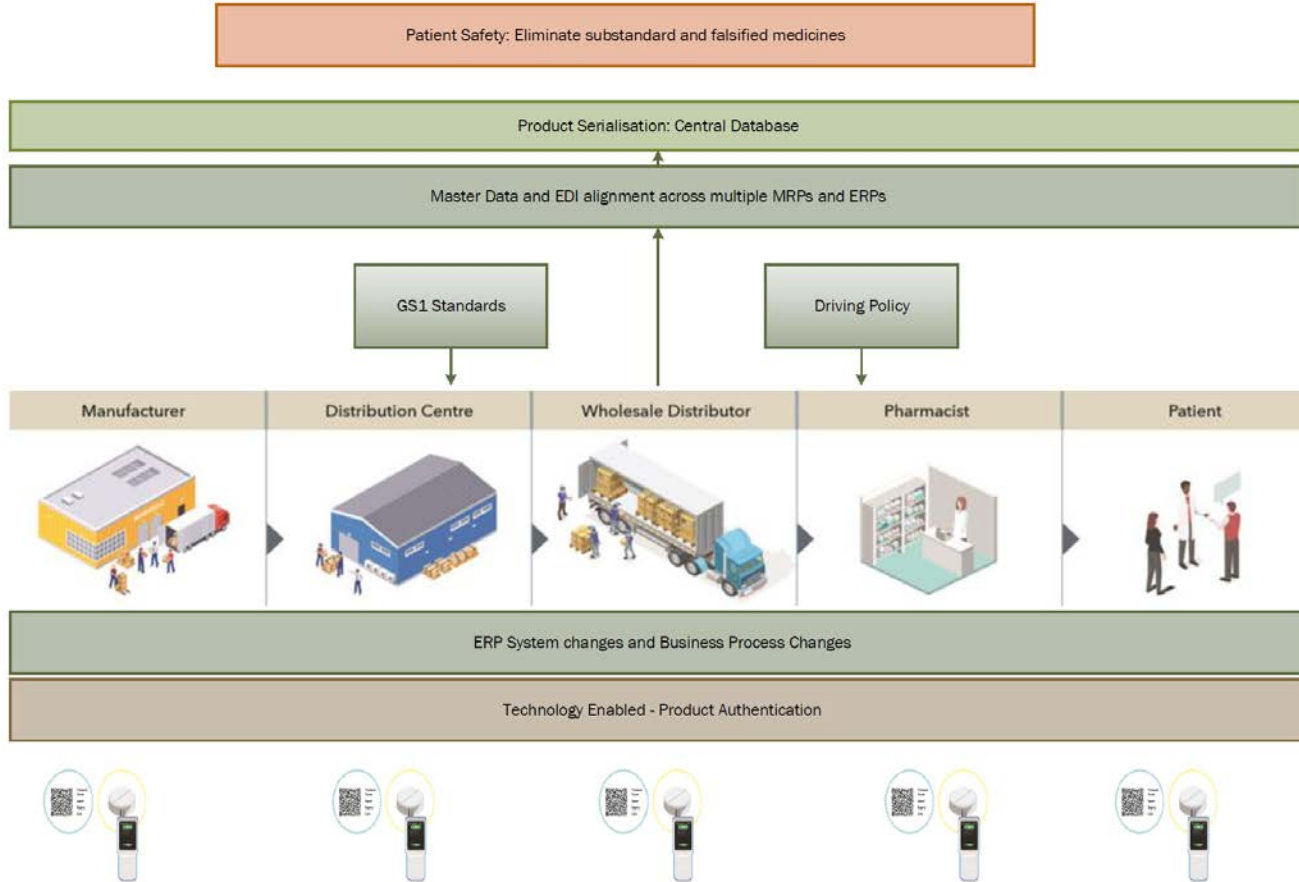 Patient Safety: Eliminate substandard and falsified medicines
Product Serialisation: Central Database
Master Data and EDI alignment across multiple MRPs and ERPs
GS1 Standards
Driving Policy
Manufacturer
Distribution Centre
Wholesale Distributor
Pharmacist
Patient
ERP System changes and Business Process Changes
Technology Enabled - Product Authentication